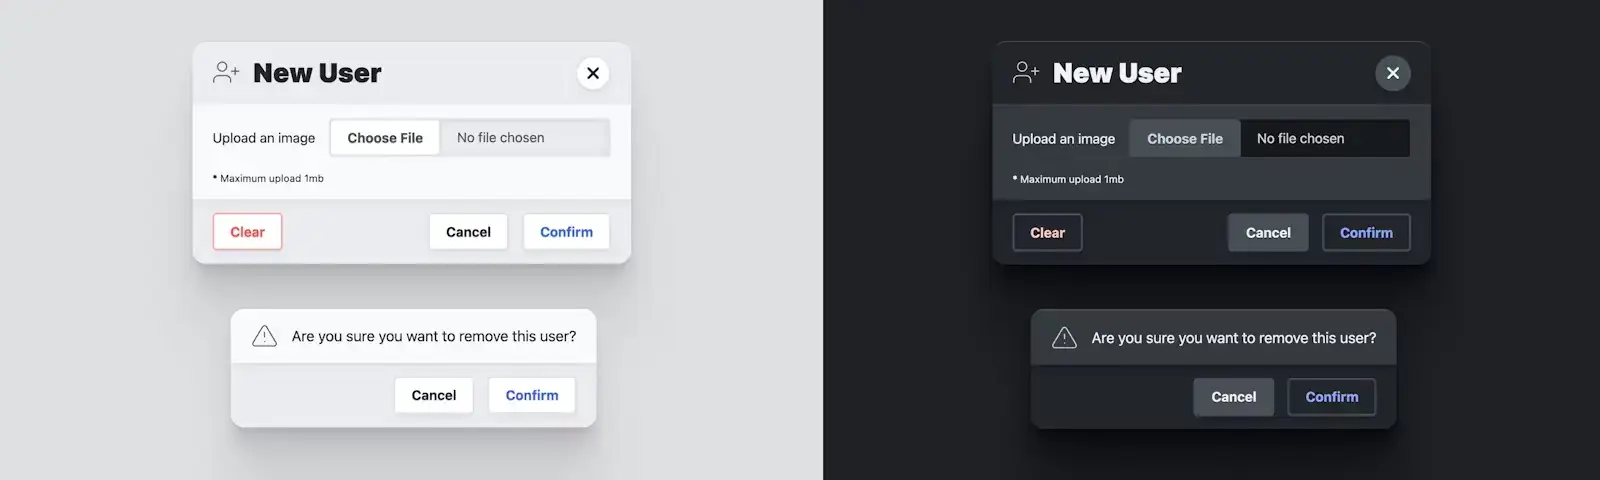 New User
Upload an image Choose File No file chosen
* Maximum upload 1mb
Clear Cancel Confirm
Are you sure you want to remove this user?
Cancel Confirm
New User
Upload an image Choose File No file chosen
* Maximum upload 1mb
Clear Cancel Confirm
Are you sure you want to remove this user?
Cancel Confirm